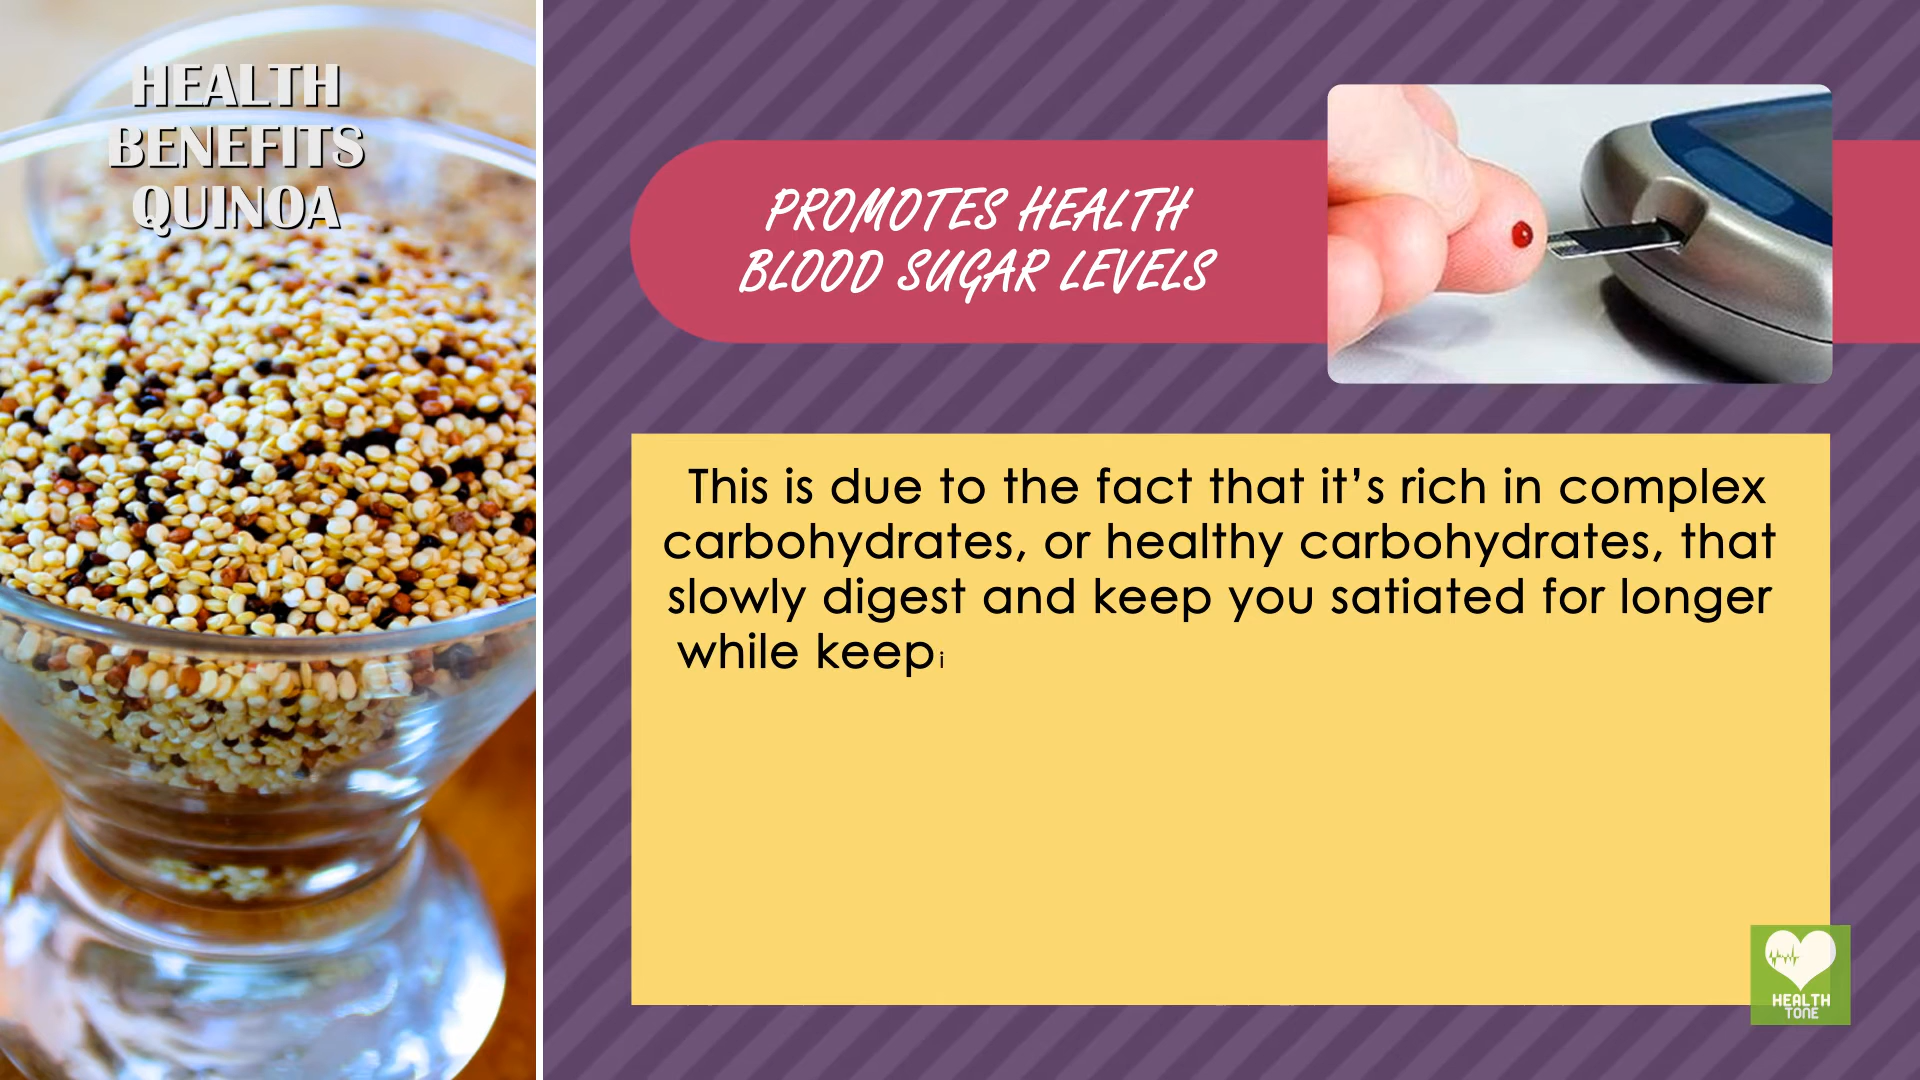 HEALTH
BENEFITS
QUINOA
PROMOTES HEALTH
BLOOD SUGAR LEVELS
This is due to the fact that it’s rich in complex
carbohydrates, or healthy carbohydrates, that
slowly digest and keep you satiated for longer
while keepi
HEALTH
TONE